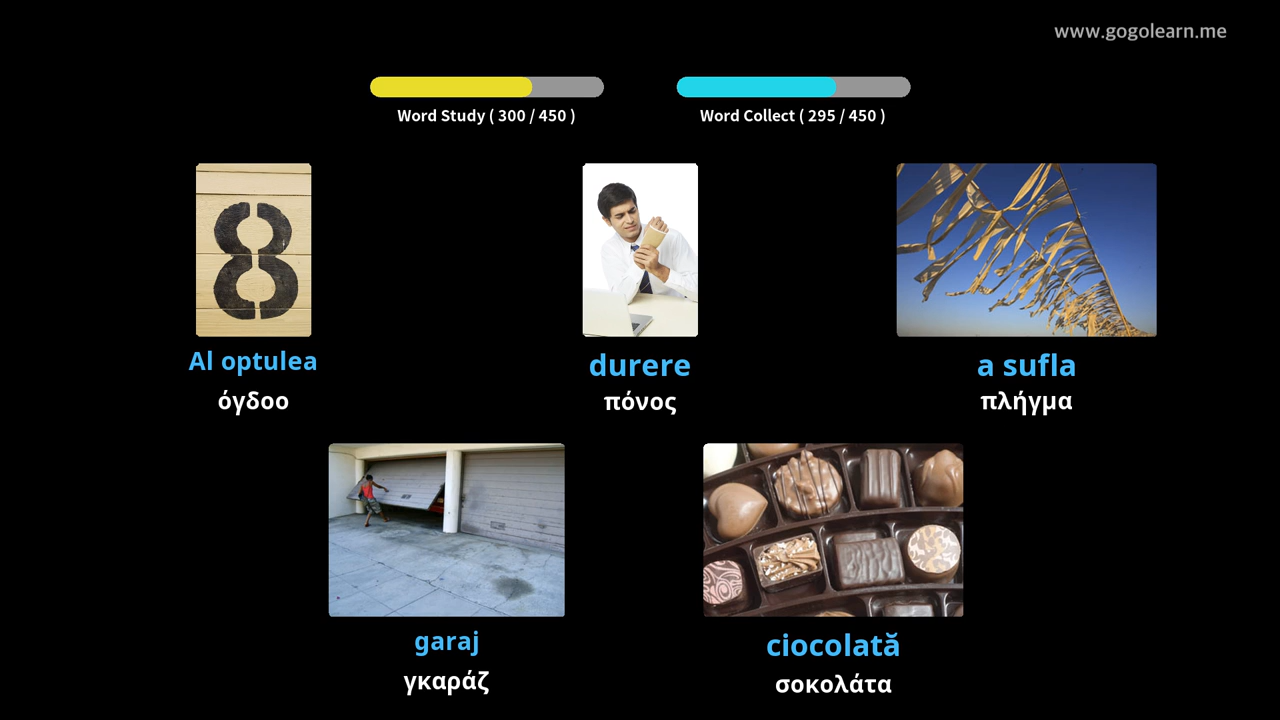 www.gogolearn.me
Word Study ( 300 / 450 )
Word Collect ( 295 / 450 )
8
Al optulea
όγδοο
durere
πόνος
a sufla
πλήγμα
garaj
γκαράζ
ciocolată
σοκολάτα